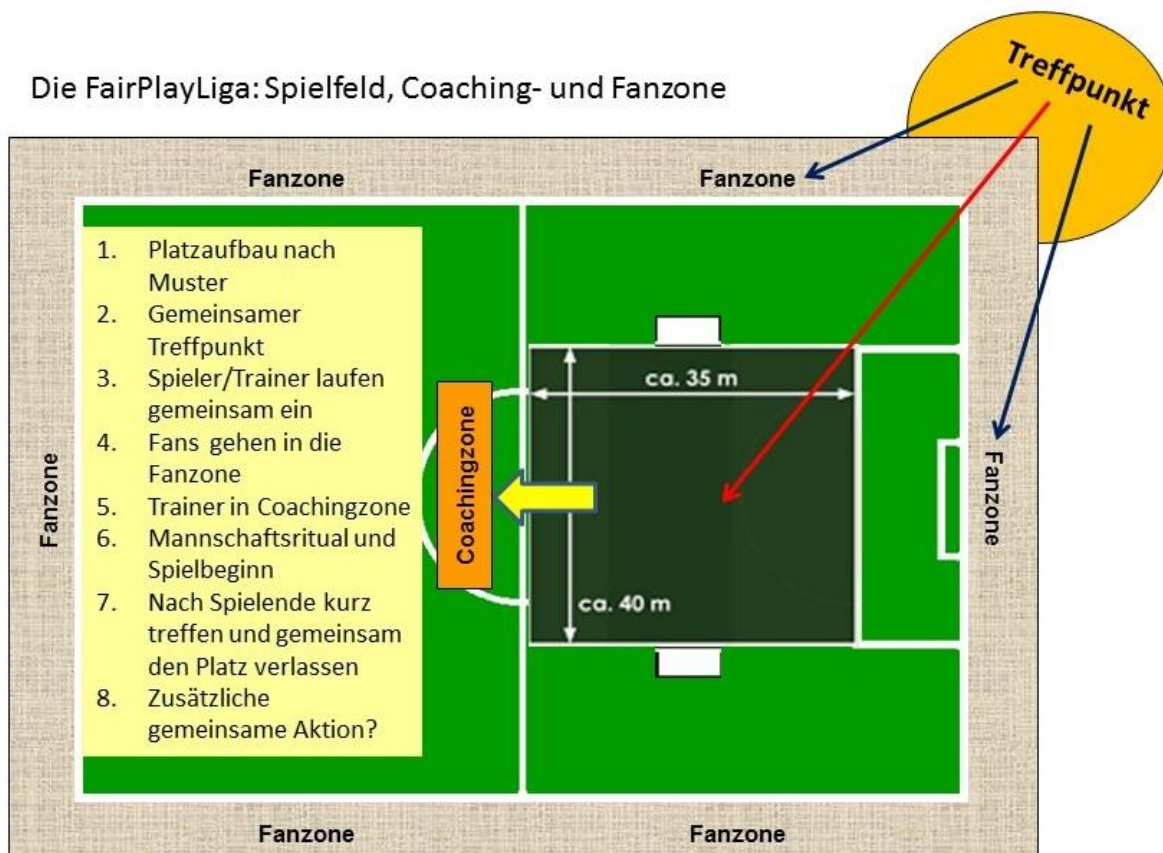 Die FairPlayLiga: Spielfeld, Coaching- und Fanzone
Treffpunkt
Fanzone
Fanzone
1. Platzaufbau nach
Muster
2. Gemeinsamer
Treffpunkt
3. Spieler/Trainer laufen
gemeinsam ein
4. Fans gehen in die
Fanzone
5. Trainer in Coachingzone
6. Mannschaftsritual und
Spielbeginn
7. Nach Spielende kurz
treffen und gemeinsam
den Platz verlassen
8. Zusätzliche
gemeinsame Aktion?
Fanzone
Coachingzone
ca. 35 m
ca. 40 m
Fanzone
Fanzone
Fanzone